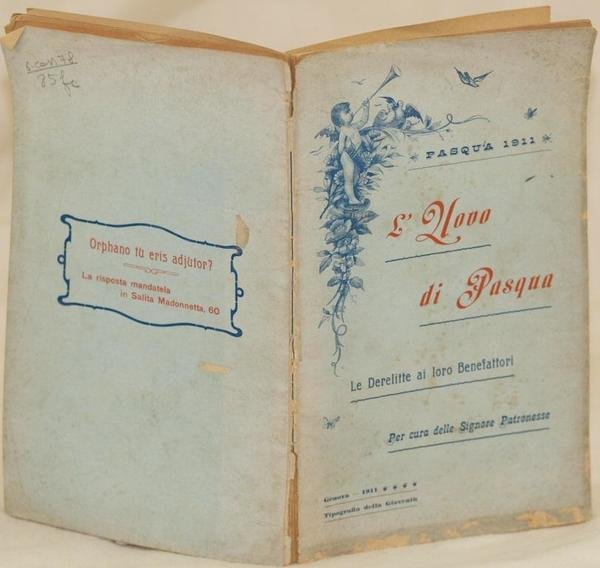 Orphano tu eris adjutor?
La risposta mandatela
in Salita Madonnetta, 60
PASQUA 1911
L'Uovo
di Pasqua
Le Derelitte ai loro Benefattori
Per cura delle Signore Patronesse
Genova - 1911
Tipografia della Gioventù